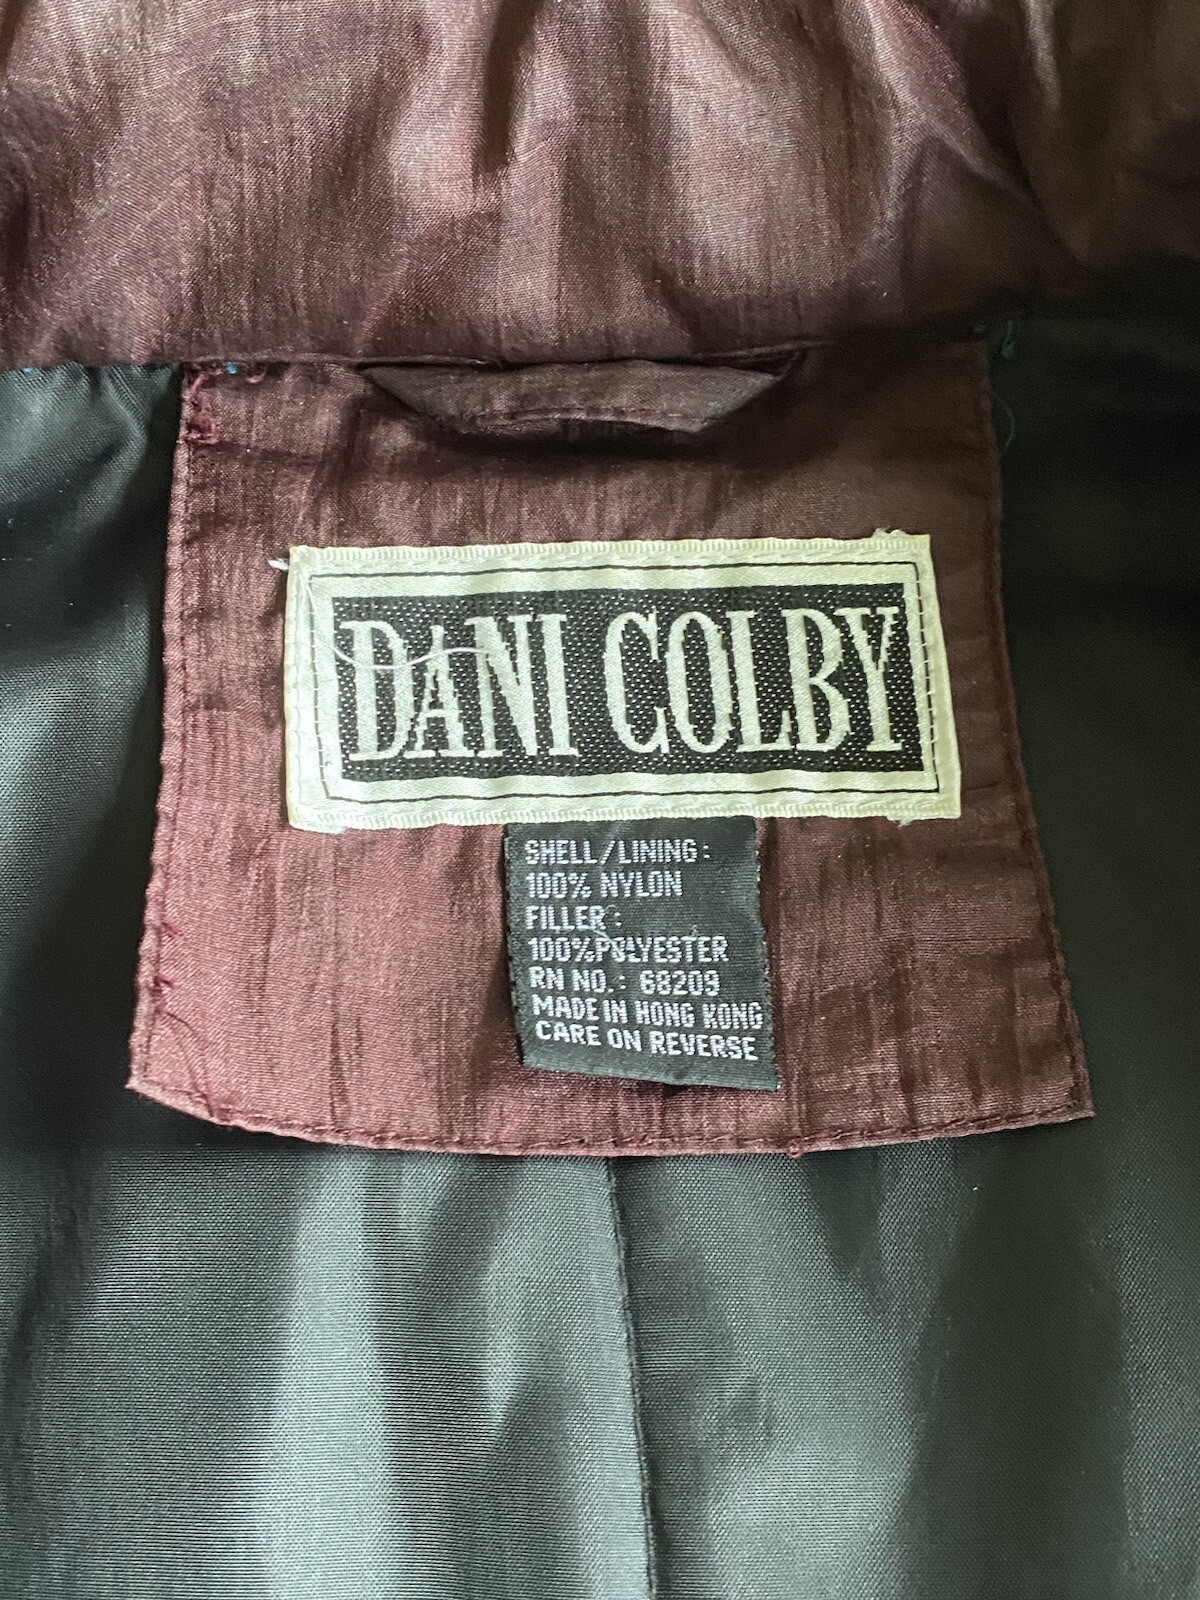 DANI COLBY
SHELL/LINING:
100% NYLON
FILLER:
100%POLYESTER
RN NO.: 68209
MADE IN HONG KONG
CARE ON REVERSE